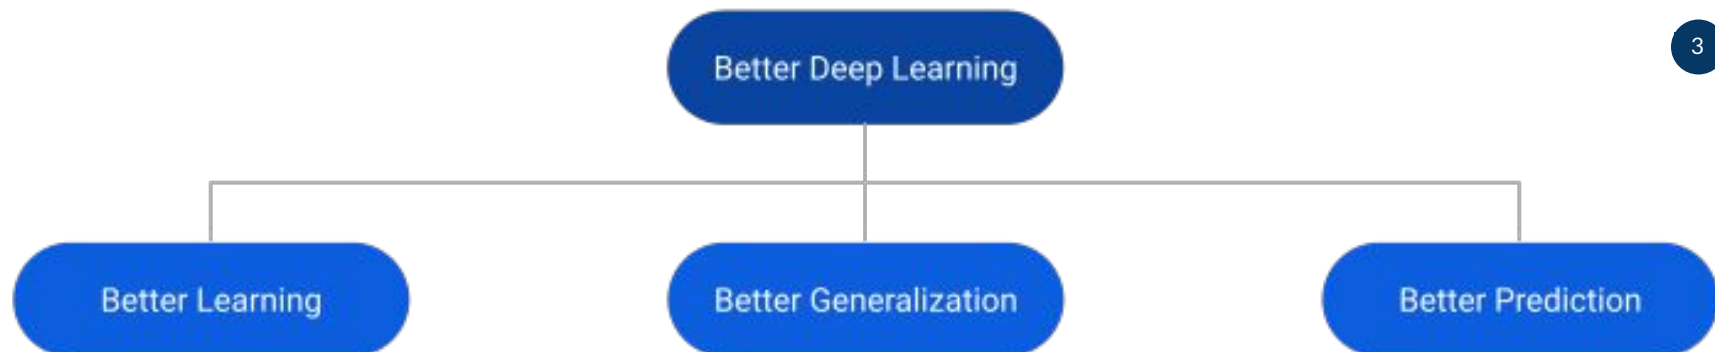 Better Deep Learning
3
Better Learning
Better Generalization
Better Prediction